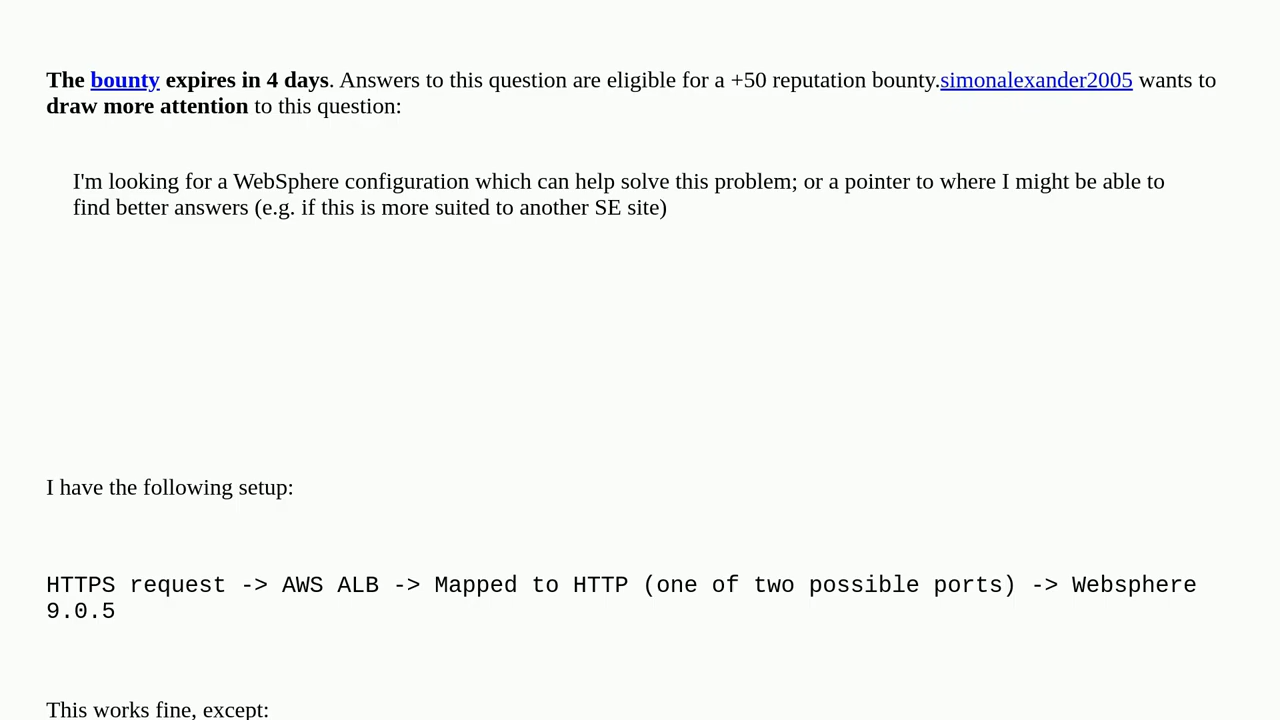 The bounty expires in 4 days. Answers to this question are eligible for a +50 reputation bounty.simonalexander2005 wants to
draw more attention to this question:
I'm looking for a WebSphere configuration which can help solve this problem; or a pointer to where I might be able to
find better answers (e.g. if this is more suited to another SE site)
I have the following setup:
HTTPS request -> AWS ALB -> Mapped to HTTP (one of two possible ports) -> Websphere
9.0.5
This works fine, except: